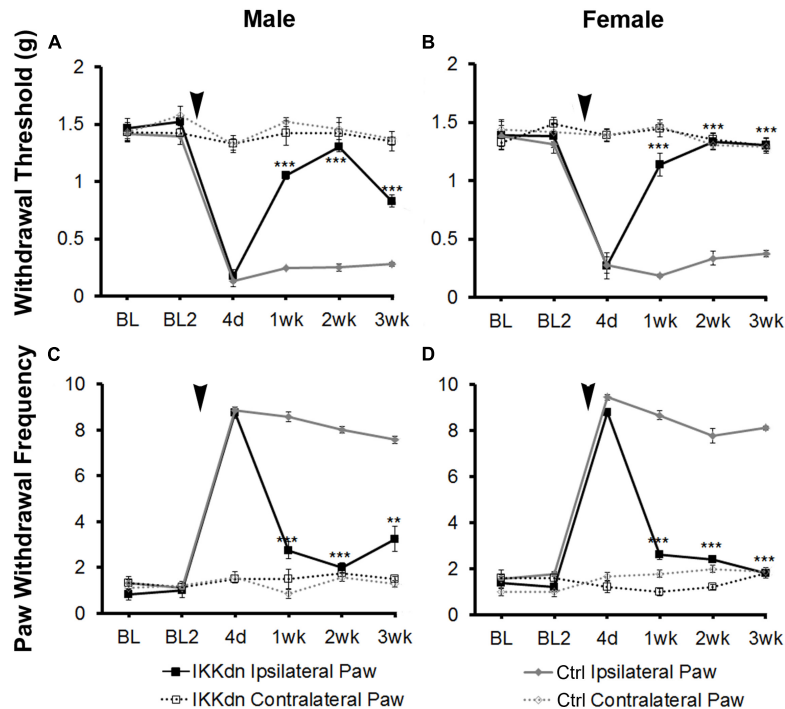 Male
Female
A
B
Withdrawal Threshold (g)
2
1.5
1
0.5
0
***
***
***
BL BL2 4d 1wk 2wk 3wk
2
1.5
1
0.5
0
***
***
***
BL BL2 4d 1wk 2wk 3wk
C
D
Paw Withdrawal Frequency
10
8
6
4
2
0
***
***
**
BL BL2 4d 1wk 2wk 3wk
10
8
6
4
2
0
***
***
***
BL BL2 4d 1wk 2wk 3wk
IKKdn Ipsilateral Paw
Ctrl Ipsilateral Paw
IKKdn Contralateral Paw
Ctrl Contralateral Paw